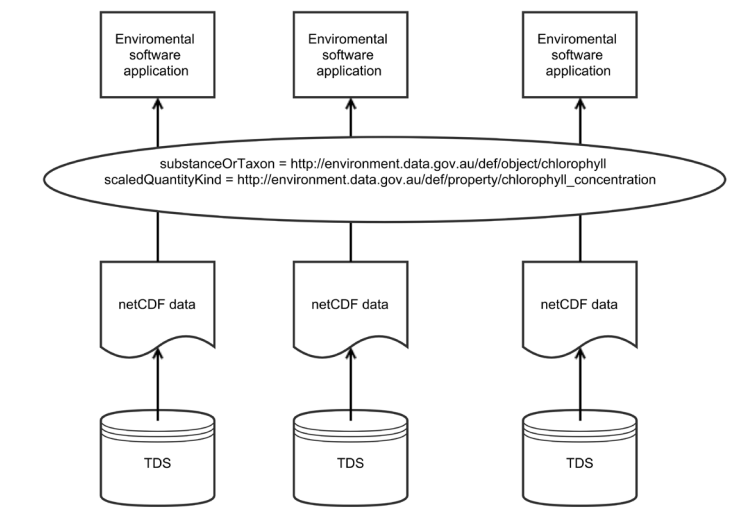 Enviromental
software
application
Enviromental
software
application
Enviromental
software
application
substanceOrTaxon = http://environment.data.gov.au/def/object/chlorophyll
scaledQuantityKind = http://environment.data.gov.au/def/property/chlorophyll_concentration
netCDF data
netCDF data
netCDF data
TDS
TDS
TDS